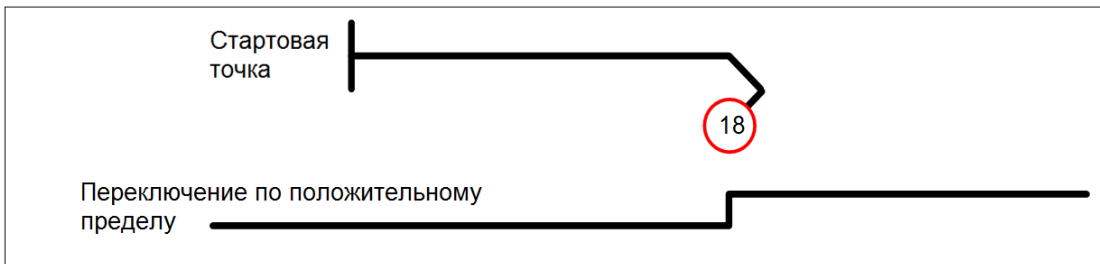 Стартовая
точка
18
Переключение по положительному
пределу